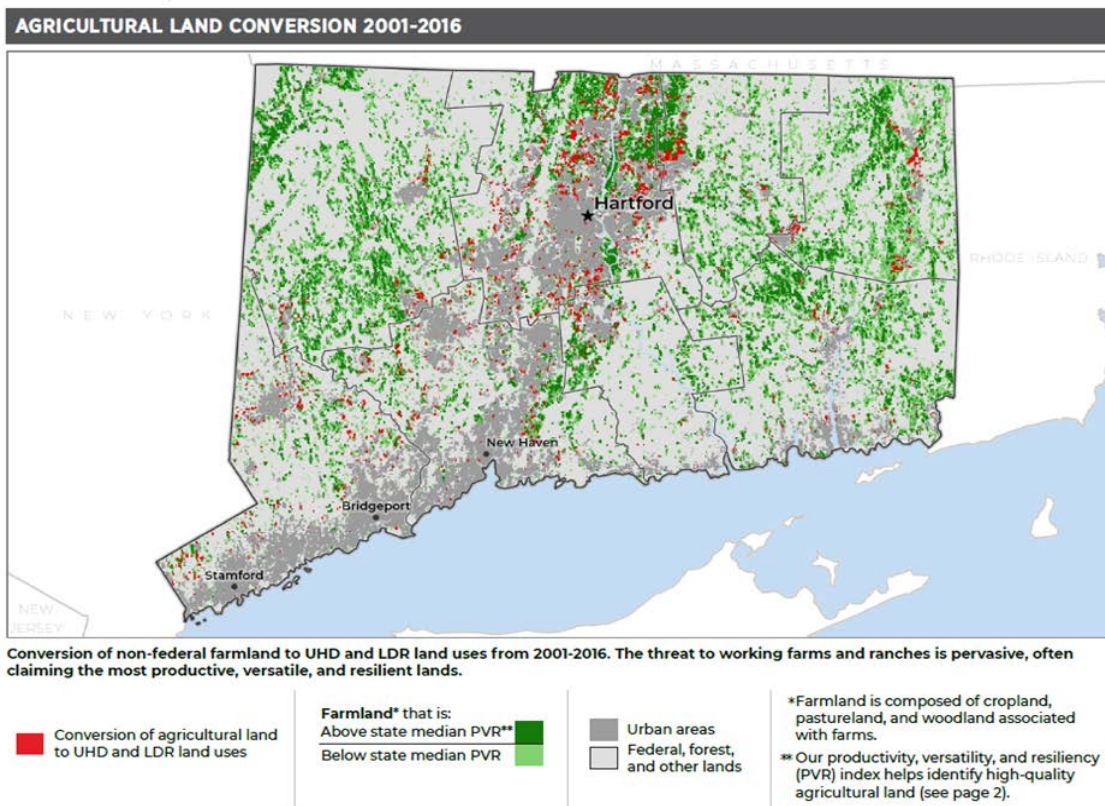 AGRICULTURAL LAND CONVERSION 2001-2016
MASSACHUSETTS
Hartford
RHODE ISLAND
NEW YORK
New Haven
Bridgeport
Stamford
NEW
JERSEY
Conversion of non-federal farmland to UHD and LDR land uses from 2001-2016. The threat to working farms and ranches is pervasive, often
claiming the most productive, versatile, and resilient lands.
Conversion of agricultural land
to UHD and LDR land uses
Farmland* that is:
Above state median PVR**
Below state median PVR
Urban areas
Federal, forest,
and other lands
*Farmland is composed of cropland,
pastureland, and woodland associated
with farms.
** Our productivity, versatility, and resiliency
(PVR) index helps identify high-quality
agricultural land (see page 2).